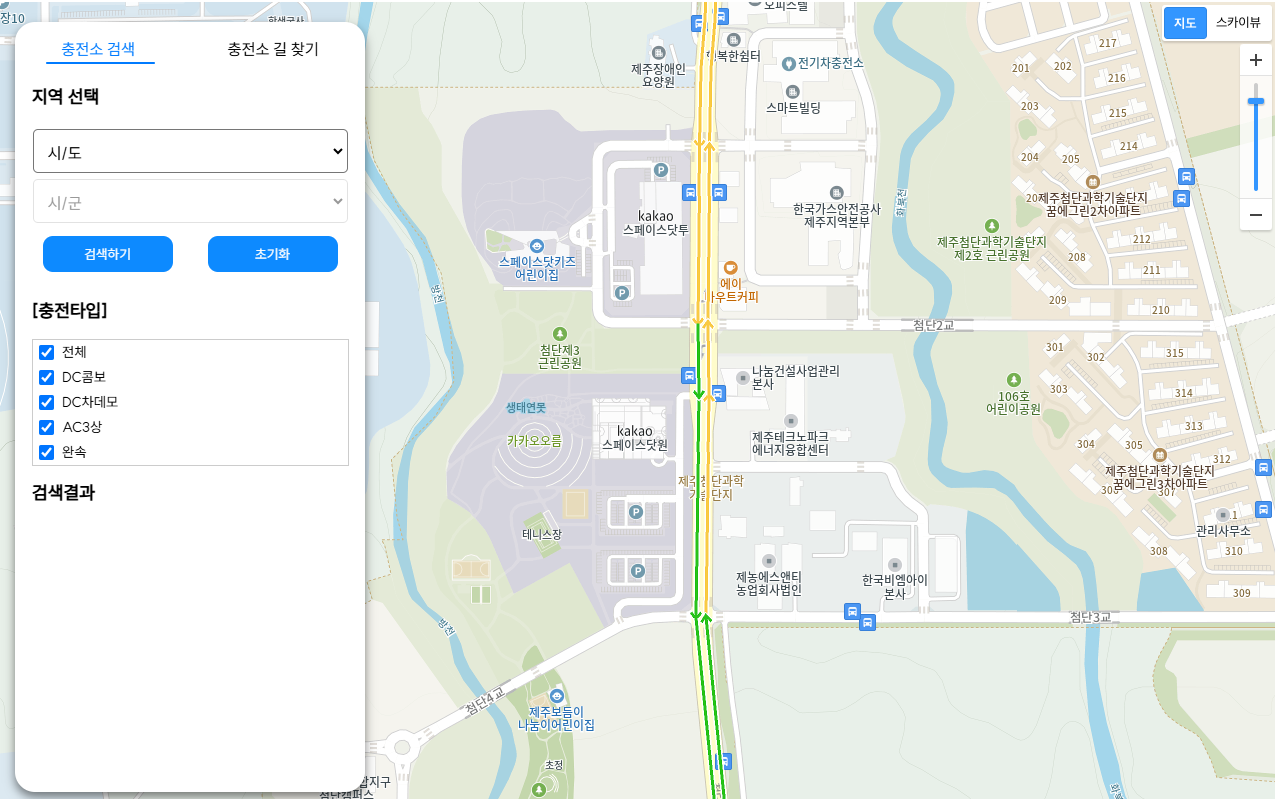 충전소 검색
충전소 길 찾기
지역 선택
시/도
시/군
검색하기
초기화
[충전타입]
전체
DC콤보
DC차데모
AC3상
완속
검색결과
지도
스카이뷰
장10
오피스텔
행복한쉼터
제주장애인
요양원
전기차충전소
스마트빌딩
kakao
스페이스닷투
한국가스안전공사
제주지역본부
스페이스닷키즈
어린이집
에이
바우트커피
방천
화북천
첨단2교
첨단제3
근린공원
나눔건설사업관리
본사
생태연못
카카오오름
kakao
스페이스닷원
제주테크노파크
에너지융합센터
제주첨단과학
기술단지
테니스장
제농에스앤티
농업회사법인
한국비엠아이
본사
첨단3교
방천
첨단4교
제주보듬이
나눔이어린이집
초정
첨단캠퍼스
217
201
202
216
203
215
214
204
205
제주첨단과학기술단지
꿈에그린2차아파트
제주첨단과학기술단지
제2호 근린공원
212
208
211
209
210
301
302
315
303
314
106호
어린이공원
313
304
305
312
제주첨단과학기술단지
꿈에그린3차아파트
307
1
관리사무소
308
310
309
P
P
P
P